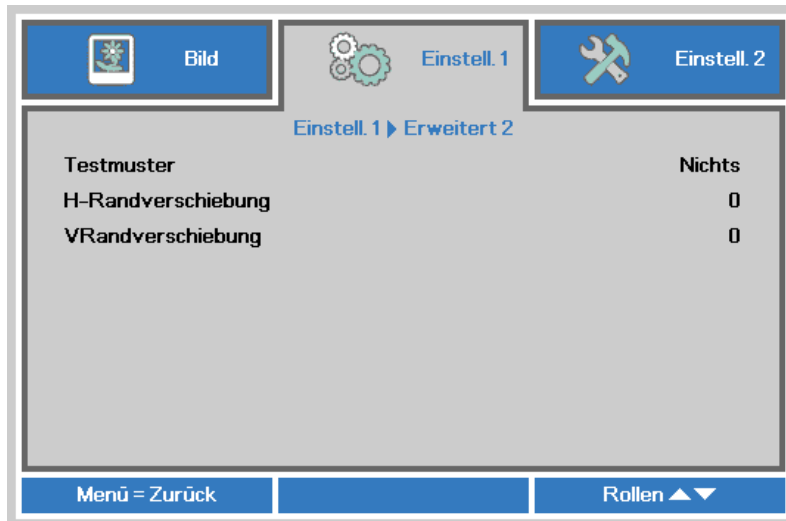 Bild
Einstell. 1
Einstell. 2
Einstell. 1 ▶ Erweitert 2
Testmuster Nichts
H-Randverschiebung 0
VRandverschiebung 0
Menü = Zurück
Rollen ▲▼